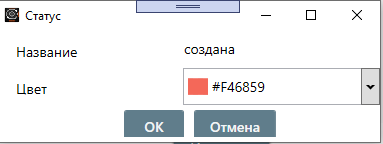 Статус
Название
создана
Цвет
#F46859
ОК
Отмена